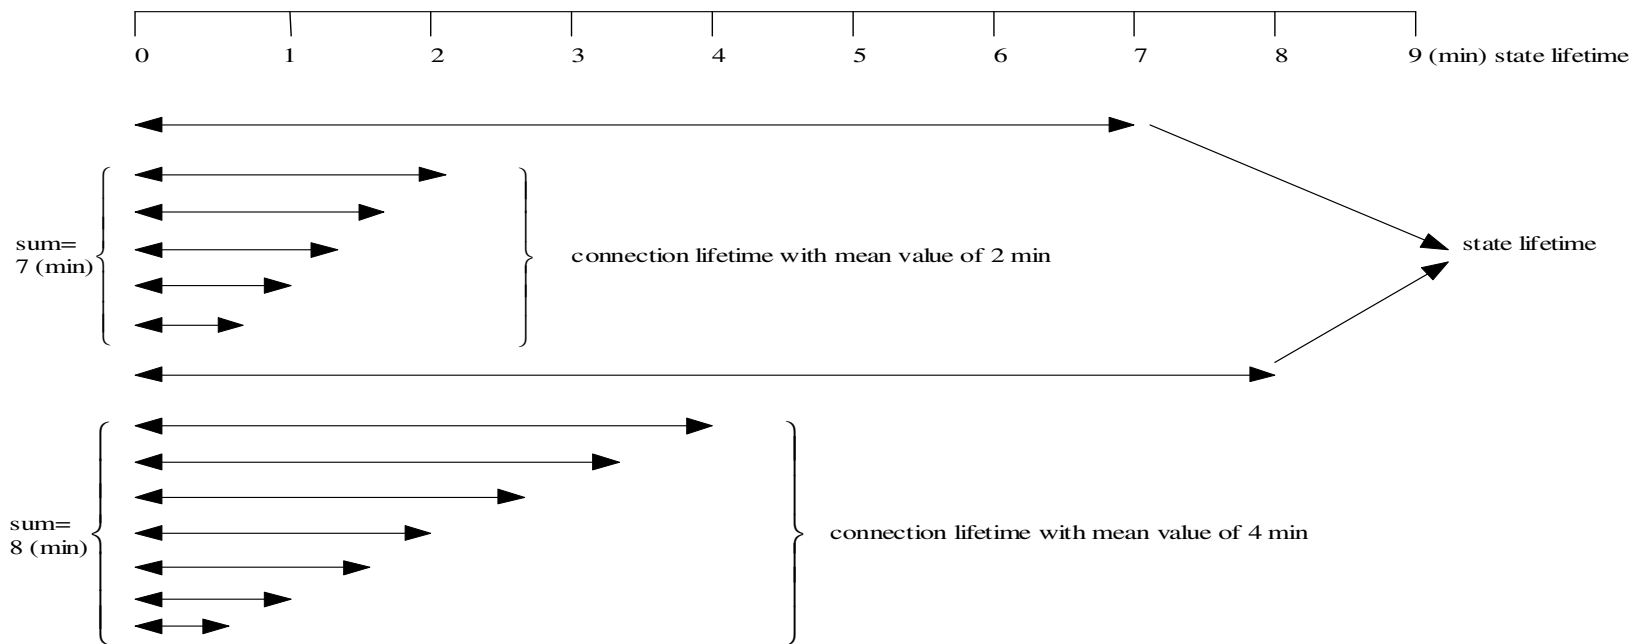 0 1 2 3 4 5 6 7 8 9 (min) state lifetime
sum=
7 (min)
connection lifetime with mean value of 2 min
state lifetime
sum=
8 (min)
connection lifetime with mean value of 4 min